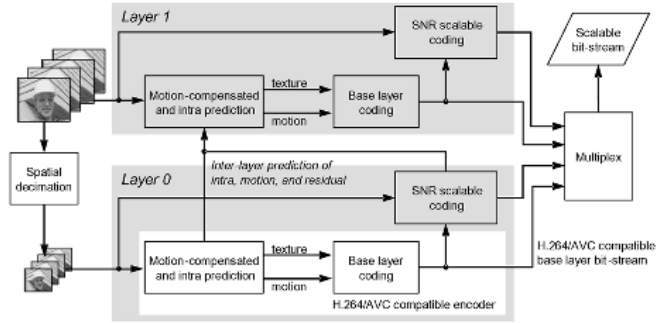 Layer 1
SNR scalable
coding
Scalable
bit-stream
Motion-compensated
and intra prediction
texture
motion
Base layer
coding
Multiplex
Spatial
decimation
Inter-layer prediction of
intra, motion, and residual
Layer 0
SNR scalable
coding
Motion-compensated
and intra prediction
texture
motion
Base layer
coding
H.264/AVC compatible
base layer bit-stream
H.264/AVC compatible encoder